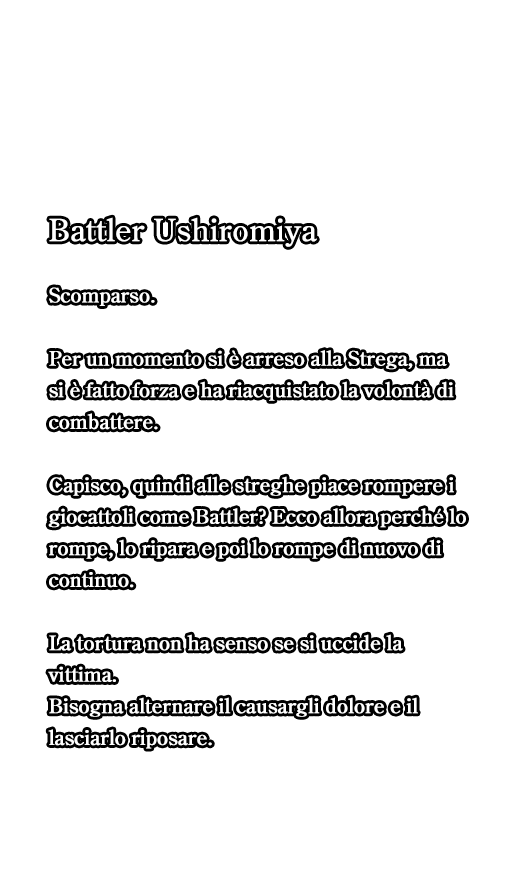 Battler Ushiromiya
Scomparso.
Per un momento si è arreso alla Strega, ma
si è fatto forza e ha riacquistato la volontà di
combattere.
Capisco, quindi alle streghe piace rompere i
giocattoli come Battler? Ecco allora perché lo
rompe, lo ripara e poi lo rompe di nuovo di
continuo.
La tortura non ha senso se si uccide la
vittima.
Bisogna alternare il causargli dolore e il
lasciarlo riposare.